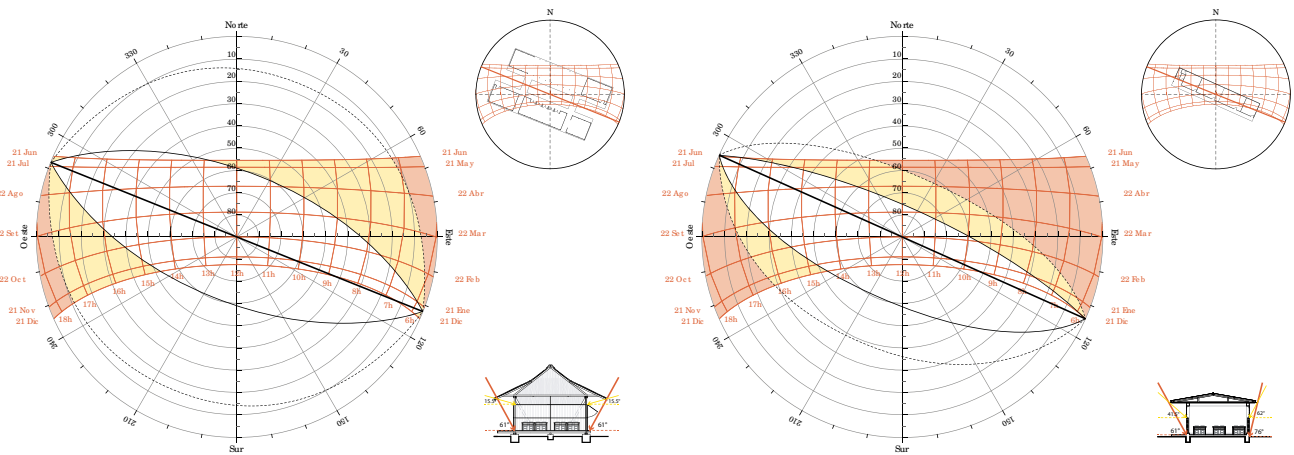 Norte
330
30
10
20
30
40
50
60
70
80
300
60
21 Jun
21 Jul
22 Ago
22 Set
22 Oct
21 Nov
21 Dic
Oeste
21 Jun
21 May
22 Abr
22 Mar
22 Feb
21 Ene
21 Dic
Este
18h
17h
16h
15h
14h
13h
12h
11h
10h
9h
8h
7h
6h
240
120
210
150
Sur
N
15.5°
15.5°
61°
61°
Norte
330
30
10
20
30
40
50
60
70
80
300
60
21 Jun
21 Jul
22 Ago
22 Set
22 Oct
21 Nov
21 Dic
Oeste
21 Jun
21 May
22 Abr
22 Mar
22 Feb
21 Ene
21 Dic
Este
18h
17h
16h
15h
14h
13h
12h
11h
10h
9h
7h
6h
240
120
210
150
Sur
N
62°
61°
76°